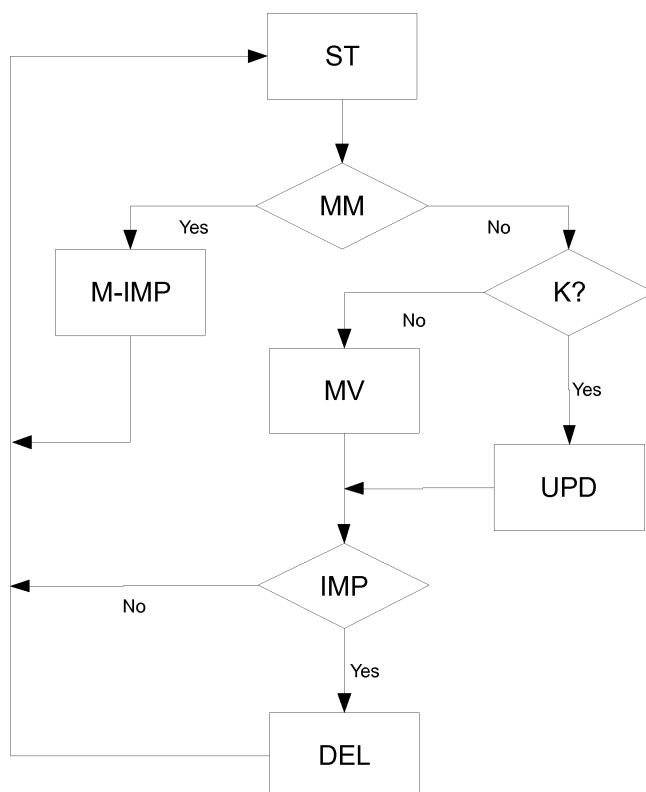 ST
MM
Yes
No
M-IMP
K?
No
MV
Yes
UPD
IMP
No
Yes
DEL